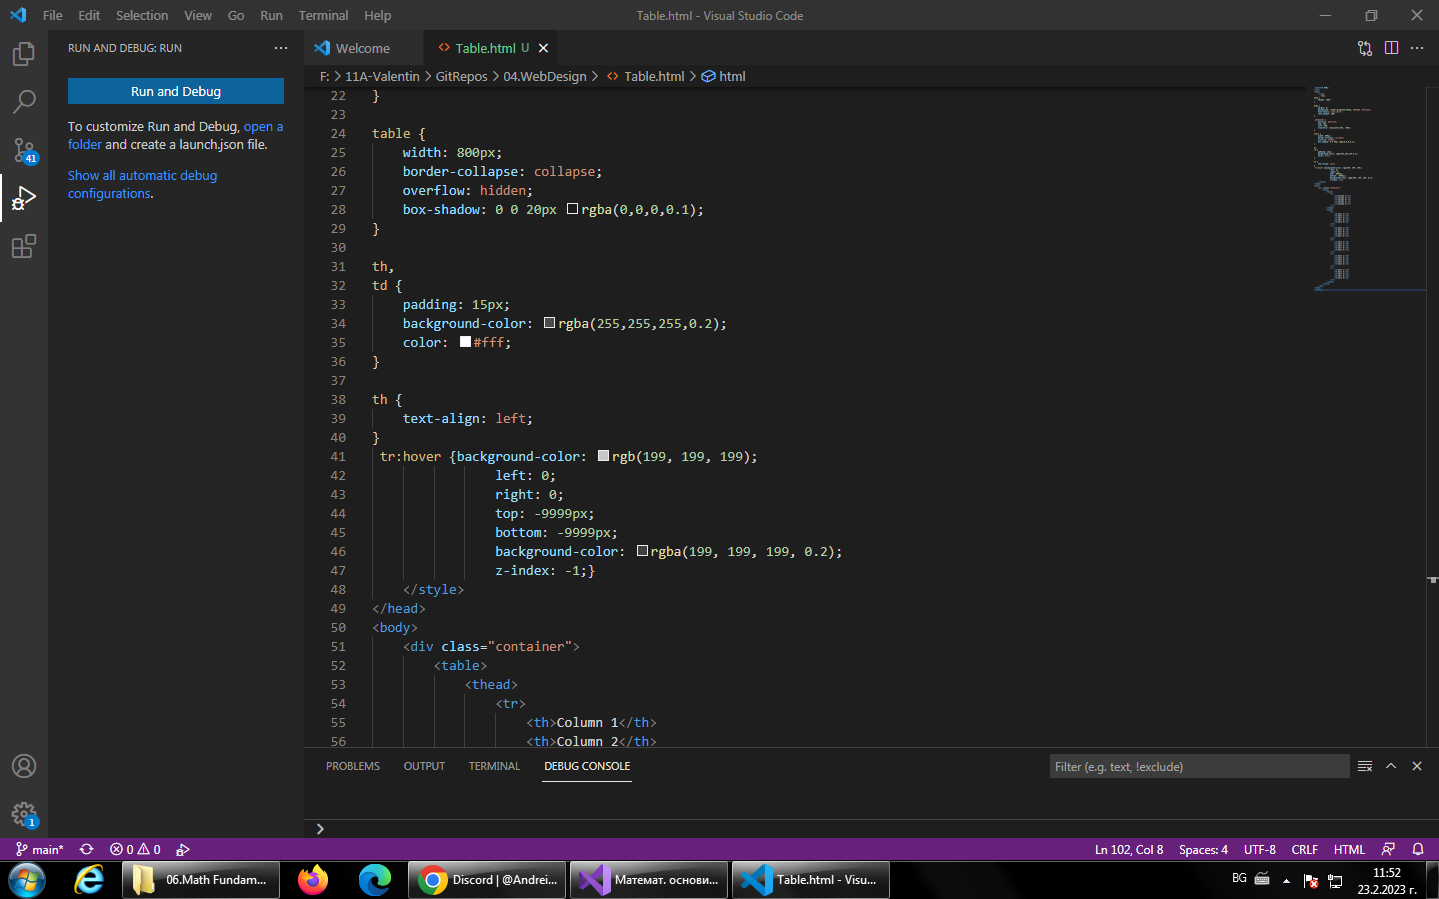 File Edit Selection View Go Run Terminal Help
Table.html - Visual Studio Code
RUN AND DEBUG: RUN
Run and Debug
To customize Run and Debug, open a
folder and create a launch.json file.
Show all automatic debug
configurations.
Welcome
Table.html U
F: > 11A-Valentin > GitRepos > 04.WebDesign > Table.html > html
22 }
23
24 table {
25 width: 800px;
26 border-collapse: collapse;
27 overflow: hidden;
28 box-shadow: 0 0 20px rgba(0,0,0,0.1);
29 }
30
31 th,
32 td {
33 padding: 15px;
34 background-color: rgba(255,255,255,0.2);
35 color: #fff;
36 }
37
38 th {
39 text-align: left;
40 }
41 tr:hover {background-color: rgb(199, 199, 199);
42 left: 0;
43 right: 0;
44 top: -9999px;
45 bottom: -9999px;
46 background-color: rgba(199, 199, 199, 0.2);
47 z-index: -1;}
48 </style>
49 </head>
50 <body>
51 <div class="container">
52 <table>
53 <thead>
54 <tr>
55 <th>Column 1</th>
56 <th>Column 2</th>
41
1
PROBLEMS OUTPUT TERMINAL DEBUG CONSOLE
Filter (e.g. text, !exclude)
main* 0 0
Ln 102, Col 8 Spaces: 4 UTF-8 CRLF HTML
06.Math Fundam...
Discord | @Andrei...
Математ. основи...
Table.html - Visu...
BG
11:52
23.2.2023 г.